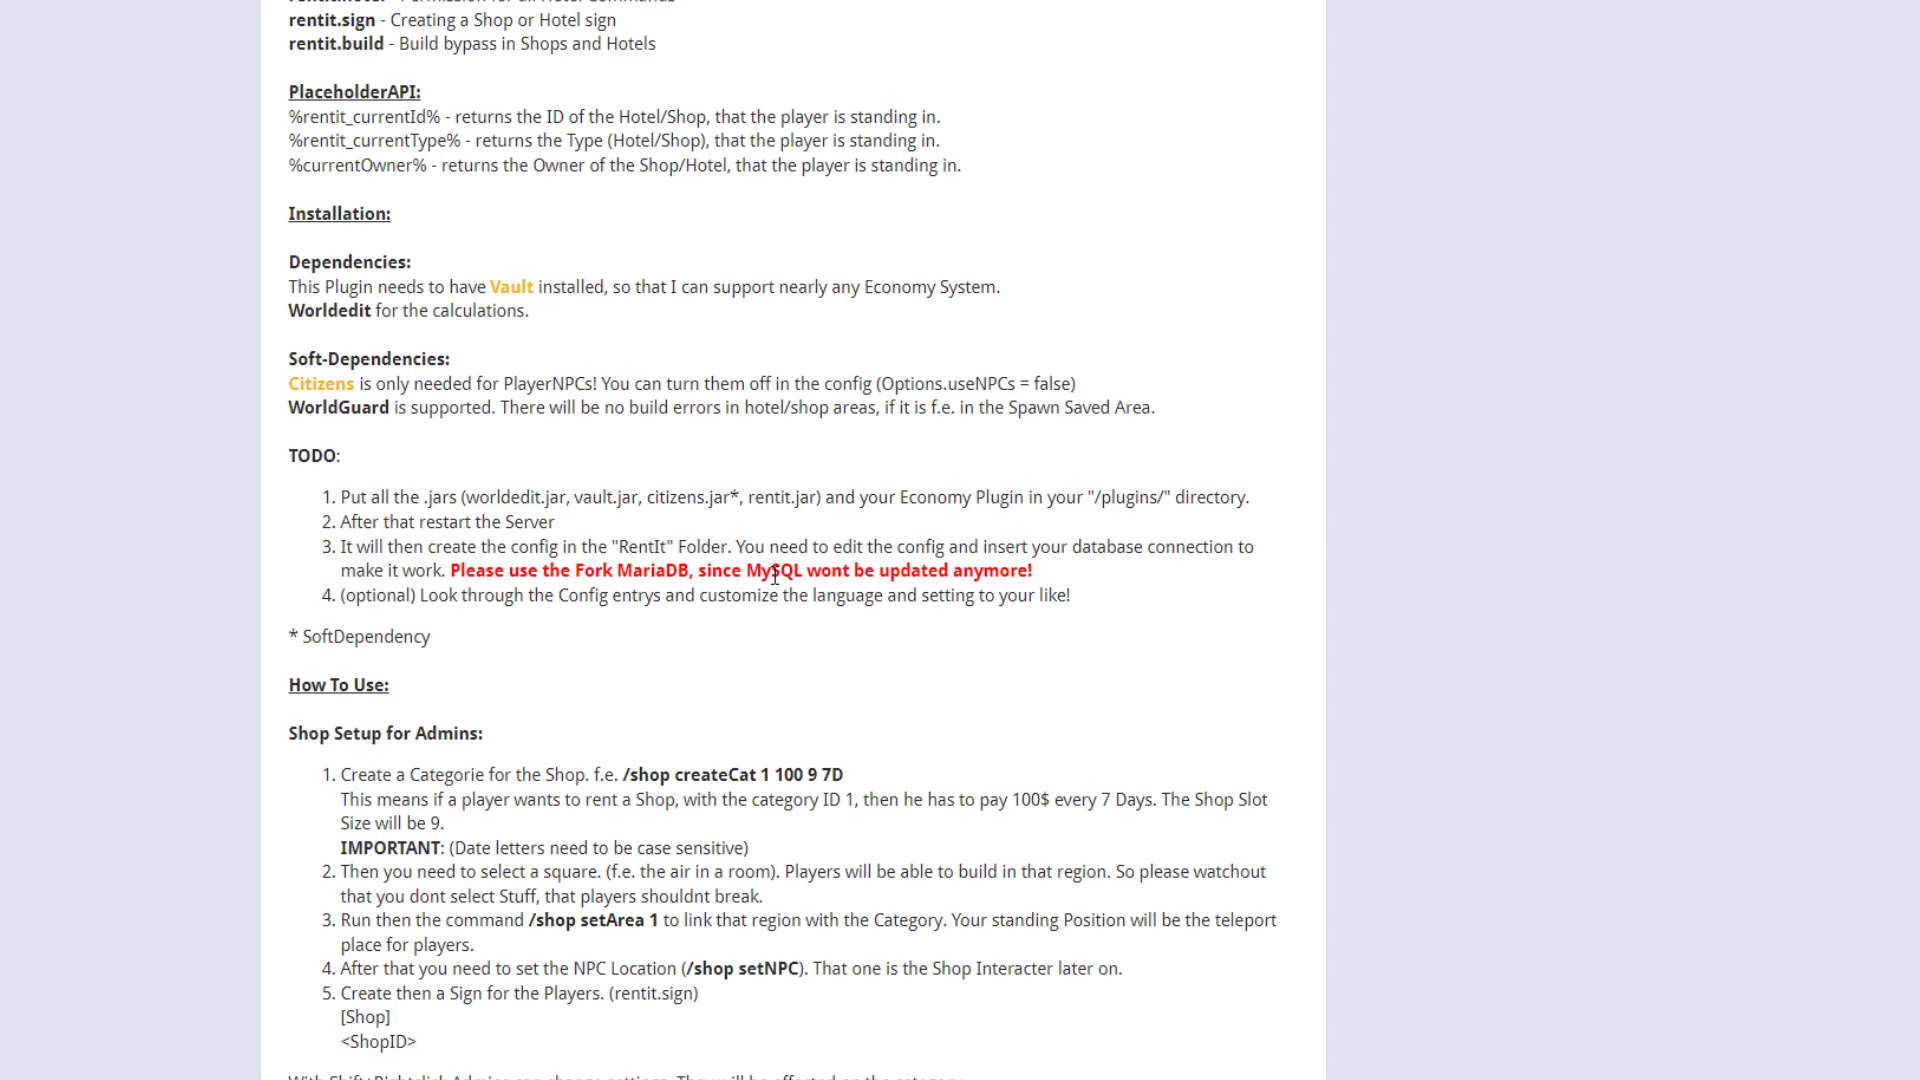 rentit.sign - Creating a Shop or Hotel sign
rentit.build - Build bypass in Shops and Hotels
PlaceholderAPI:
%rentit_currentId% - returns the ID of the Hotel/Shop, that the player is standing in.
%rentit_currentType% - returns the Type (Hotel/Shop), that the player is standing in.
%currentOwner% - returns the Owner of the Shop/Hotel, that the player is standing in.
Installation:
Dependencies:
This Plugin needs to have Vault installed, so that I can support nearly any Economy System.
Worldedit for the calculations.
Soft-Dependencies:
Citizens is only needed for PlayerNPCs! You can turn them off in the config (Options.useNPCs = false)
WorldGuard is supported. There will be no build errors in hotel/shop areas, if it is f.e. in the Spawn Saved Area.
TODO:
1. Put all the .jars (worldedit.jar, vault.jar, citizens.jar*, rentit.jar) and your Economy Plugin in your "/plugins/" directory.
2. After that restart the Server
3. It will then create the config in the "RentIt" Folder. You need to edit the config and insert your database connection to
make it work. Please use the Fork MariaDB, since MySQL wont be updated anymore!
4. (optional) Look through the Config entrys and customize the language and setting to your like!
* SoftDependency
How To Use:
Shop Setup for Admins:
1. Create a Categorie for the Shop. f.e. /shop createCat 1 100 9 7D
This means if a player wants to rent a Shop, with the category ID 1, then he has to pay 100$ every 7 Days. The Shop Slot
Size will be 9.
IMPORTANT: (Date letters need to be case sensitive)
2. Then you need to select a square. (f.e. the air in a room). Players will be able to build in that region. So please watchout
that you dont select Stuff, that players shouldnt break.
3. Run then the command /shop setArea 1 to link that region with the Category. Your standing Position will be the teleport
place for players.
4. After that you need to set the NPC Location (/shop setNPC). That one is the Shop Interacter later on.
5. Create then a Sign for the Players. (rentit.sign)
[Shop]
<ShopID>